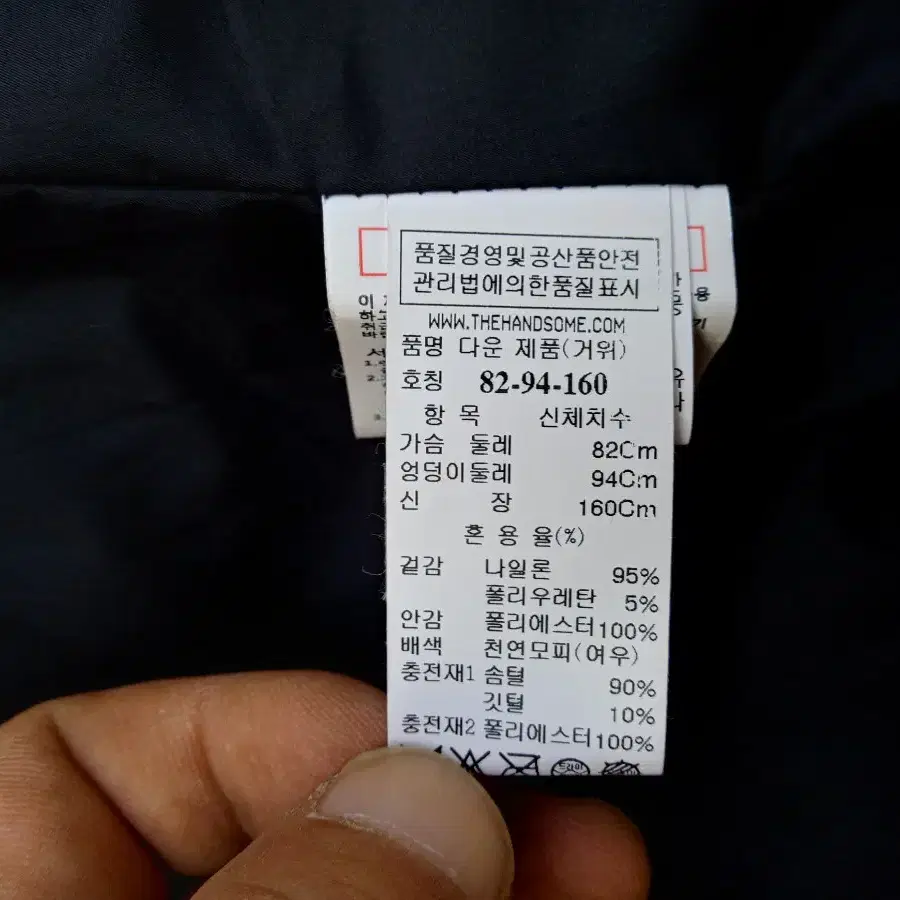 품질경영및공산품안전
관리법에의한품질표시
WWW.THEHANDSOME.COM
품명 다운 제품(거위)
호칭 82-94-160
항 목 신체치수
가슴 둘레 82Cm
엉덩이둘레 94Cm
신 장 160Cm
혼 용 율(%)
겉감 나일론 95%
폴리우레탄 5%
안감 폴리에스터100%
배색 천연모피(여우)
충전재1 솜털 90%
깃털 10%
충전재2 폴리에스터100%
드라이